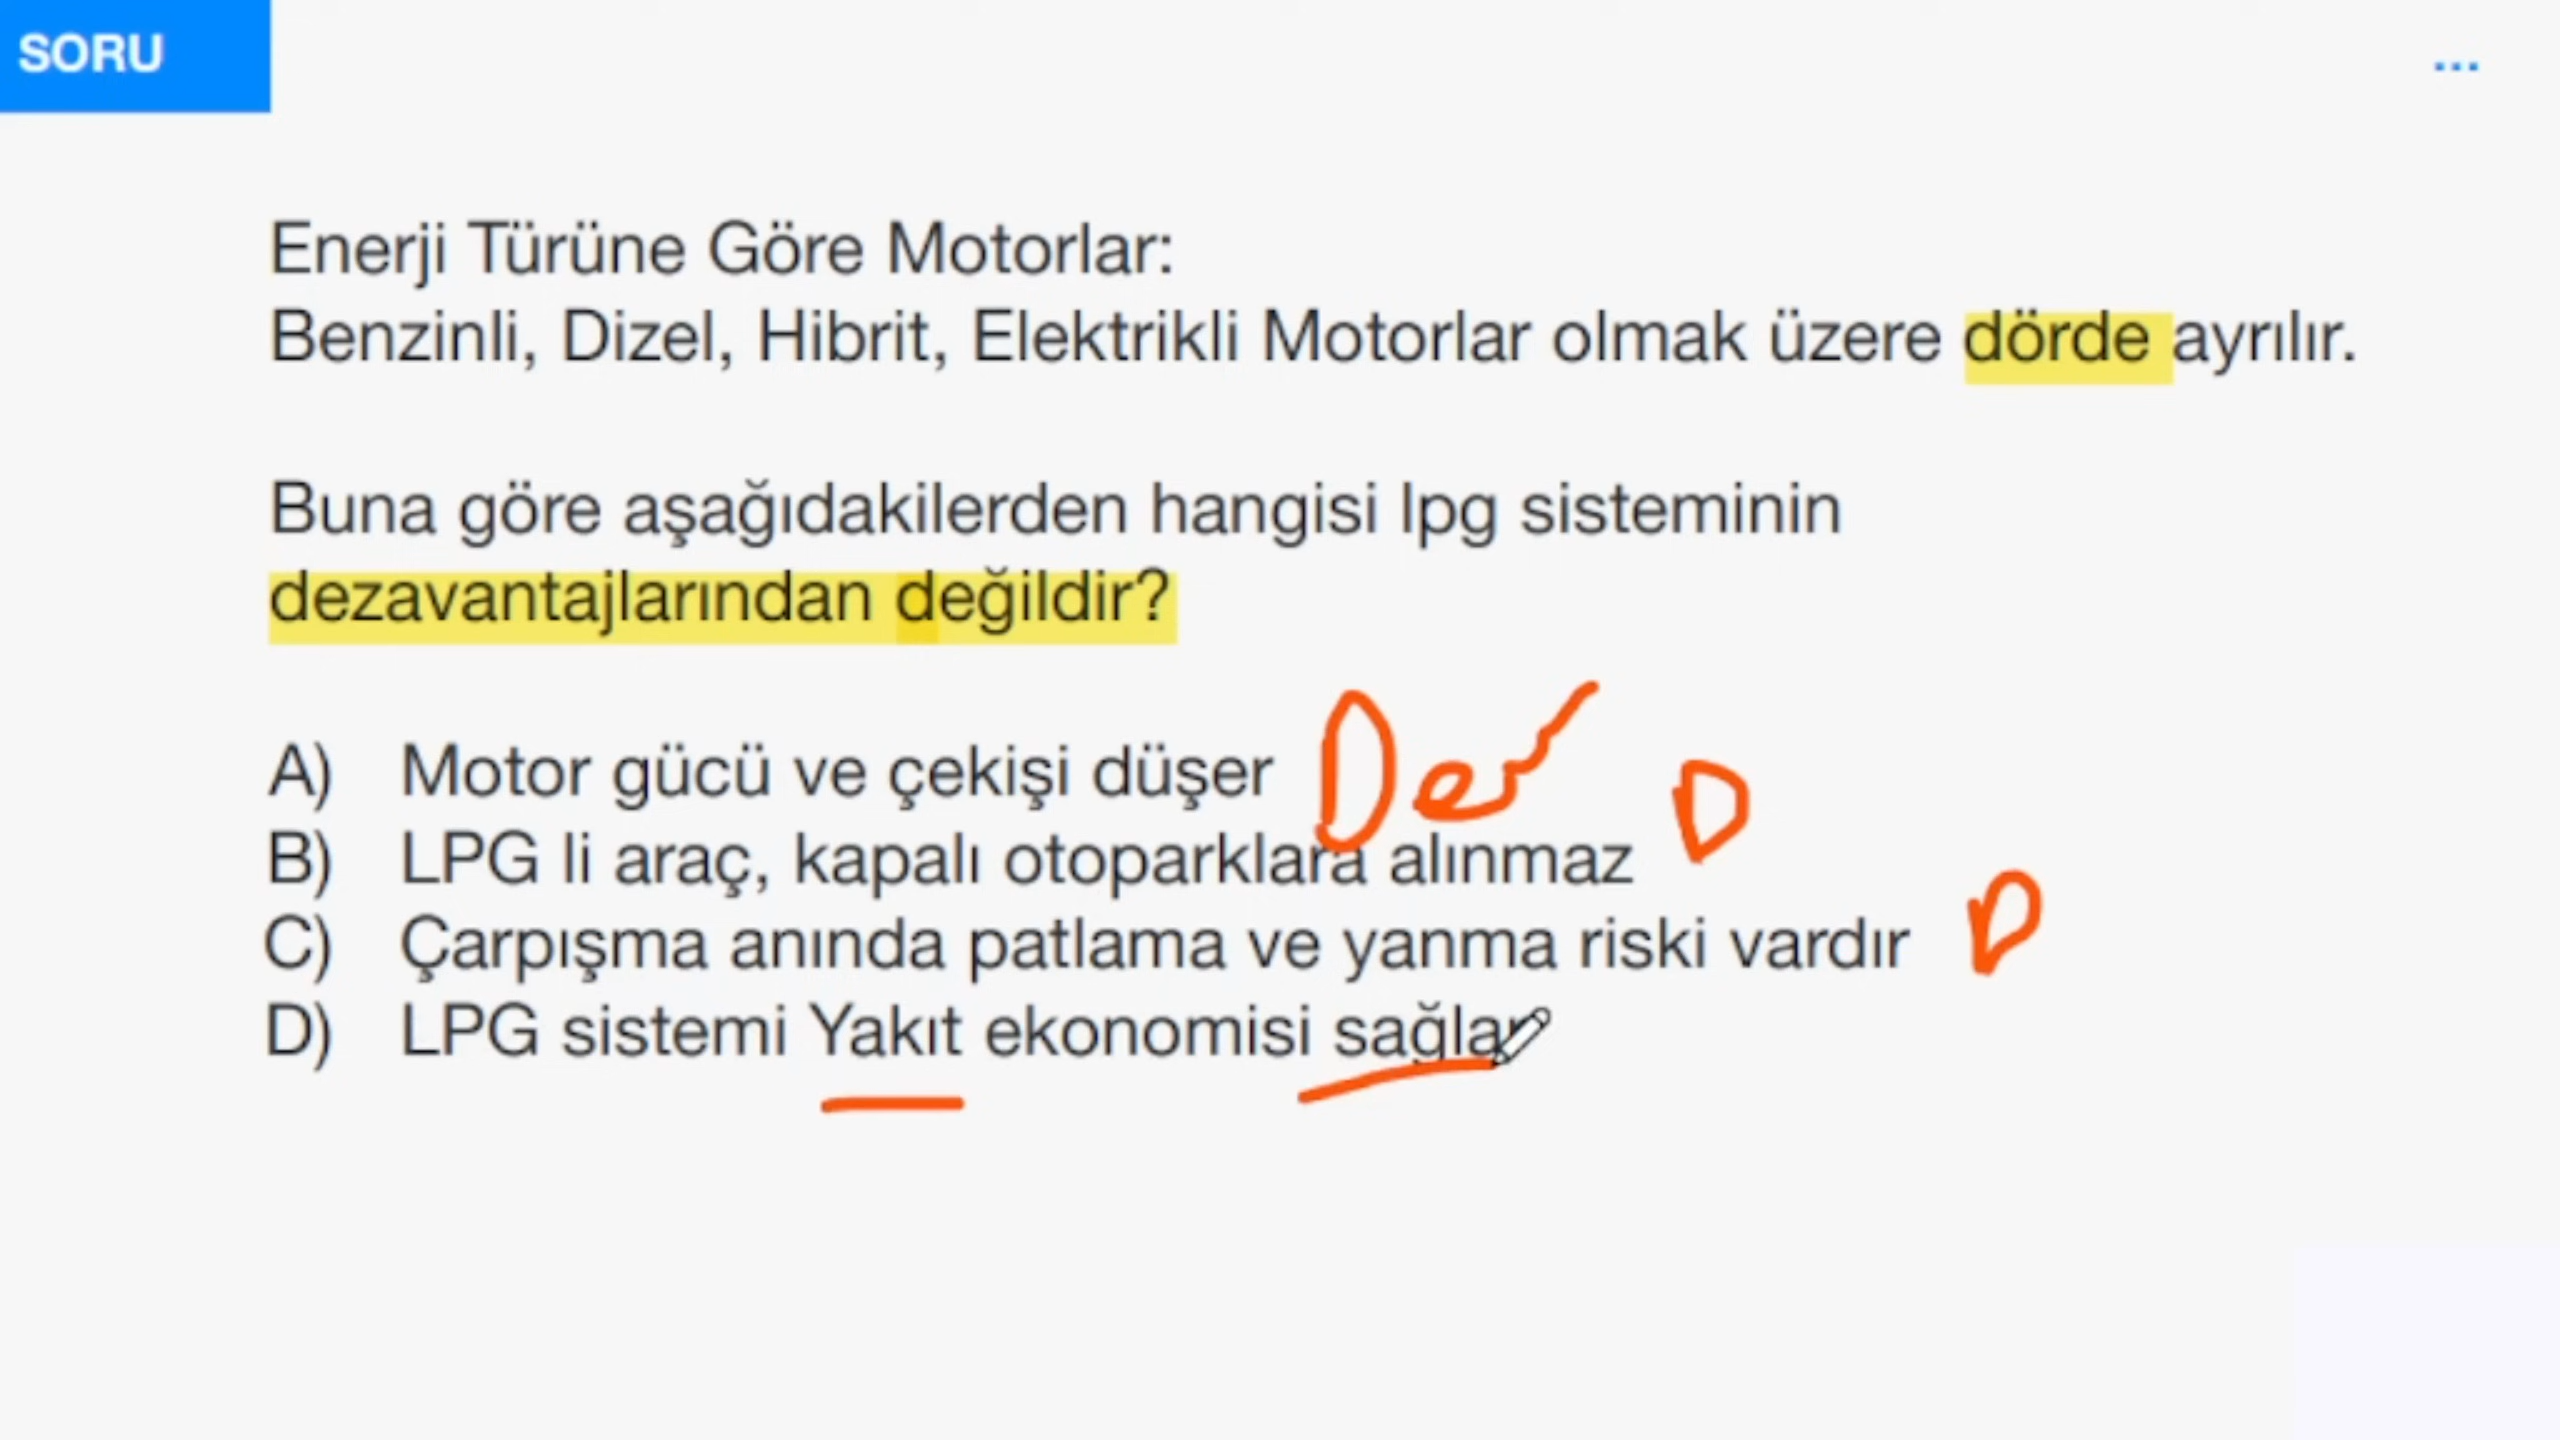 SORU
...
Enerji Türüne Göre Motorlar:
Benzinli, Dizel, Hibrit, Elektrikli Motorlar olmak üzere dörde ayrılır.
Buna göre aşağıdakilerden hangisi lpg sisteminin
dezavantajlarından değildir?
A) Motor gücü ve çekişi düşer
B) LPG li araç, kapalı otoparklara alınmaz D
C) Çarpışma anında patlama ve yanma riski vardır D
D) LPG sistemi Yakıt ekonomisi sağlar